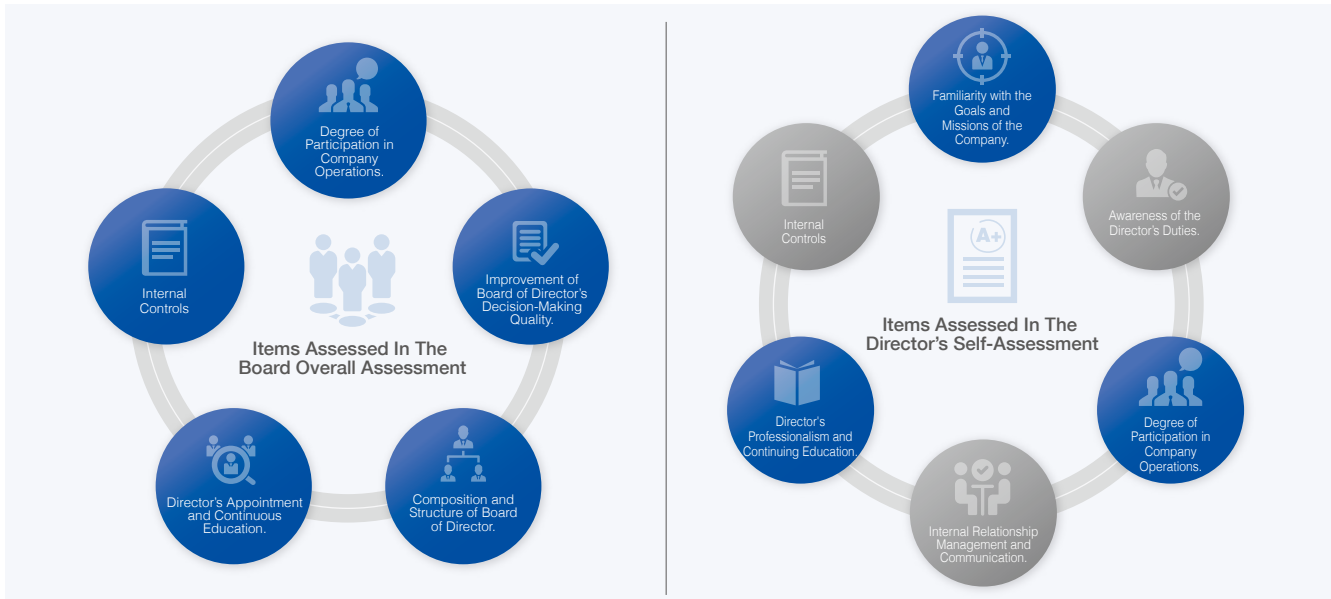 Degree of
Participation in
Company
Operations.
Improvement of
Board of Director's
Decision-Making
Quality.
Composition and
Structure of Board
of Director.
Director's Appointment
and Continuous
Education.
Internal
Controls
Items Assessed In The
Board Overall Assessment
Familiarity with the
Goals and
Missions of the
Company.
Awareness of the
Director's Duties.
Degree of
Participation in
Company
Operations.
Internal Relationship
Management and
Communication.
Director's
Professionalism and
Continuing Education.
Internal
Controls
A+
Items Assessed In The
Director's Self-Assessment